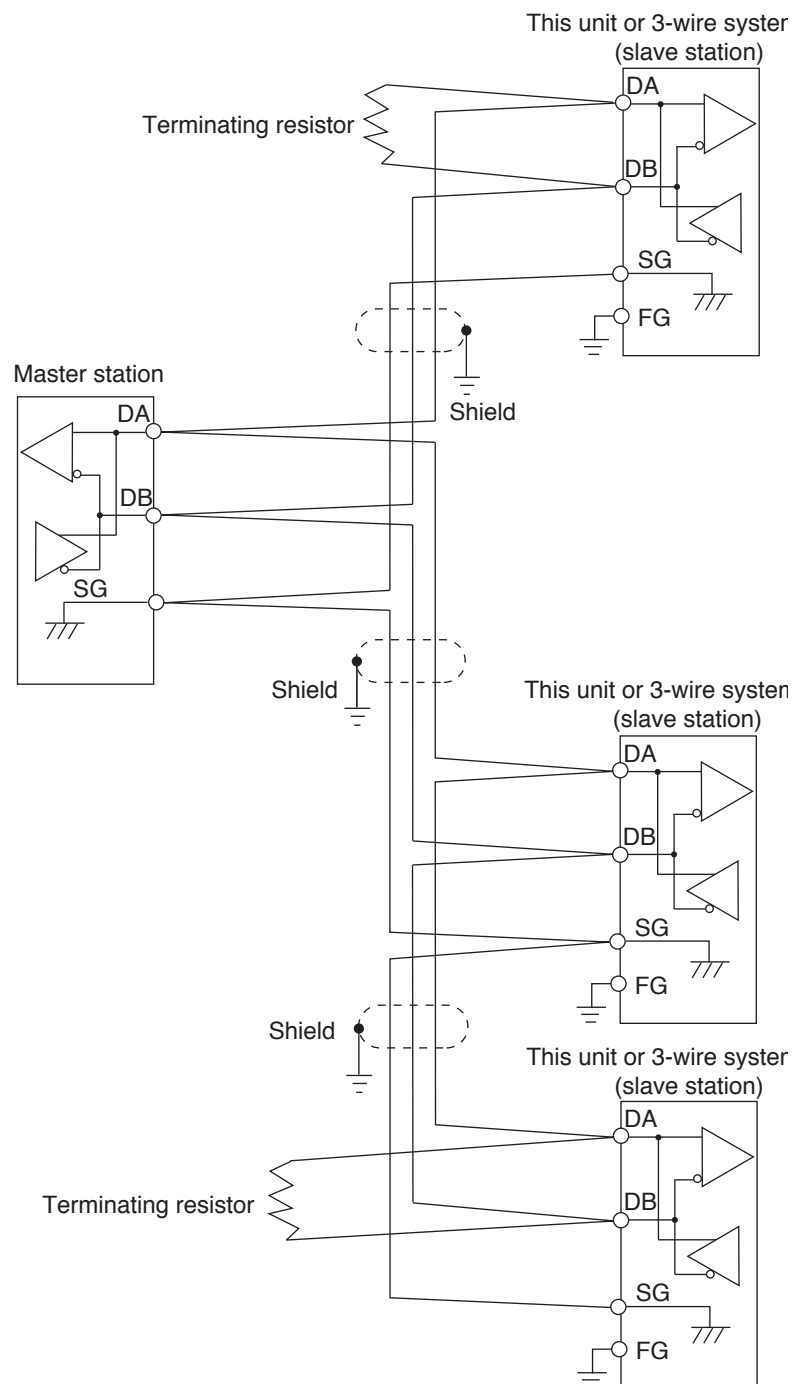 This unit or 3-wire system
(slave station)
DA
Terminating resistor
DB
SG
FG
Shield
Master station
DA
DB
SG
Shield
This unit or 3-wire system
(slave station)
DA
DB
SG
FG
Shield
This unit or 3-wire system
(slave station)
DA
Terminating resistor
DB
SG
FG